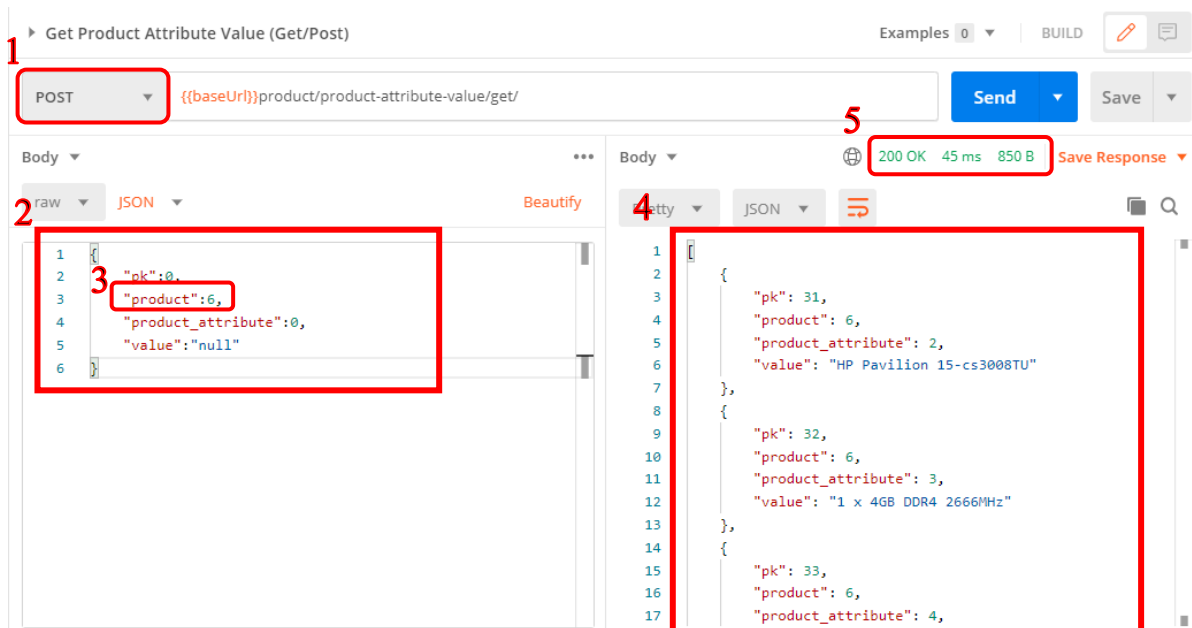 Get Product Attribute Value (Get/Post)
Examples 0
BUILD
1
POST
{{baseUrl}}product/product-attribute-value/get/
Send
Save
5
Body
Body
200 OK 45 ms 850 B
Save Response
raw
JSON
Beautify
2
Pretty
JSON
4
1 {
2 "pk":0,
3 "product":6,
4 "product_attribute":0,
5 "value":"null"
6 }
3
1 [
2 {
3 "pk": 31,
4 "product": 6,
5 "product_attribute": 2,
6 "value": "HP Pavilion 15-cs3008TU"
7 },
8 {
9 "pk": 32,
10 "product": 6,
11 "product_attribute": 3,
12 "value": "1 x 4GB DDR4 2666MHz"
13 },
14 {
15 "pk": 33,
16 "product": 6,
17 "product_attribute": 4,